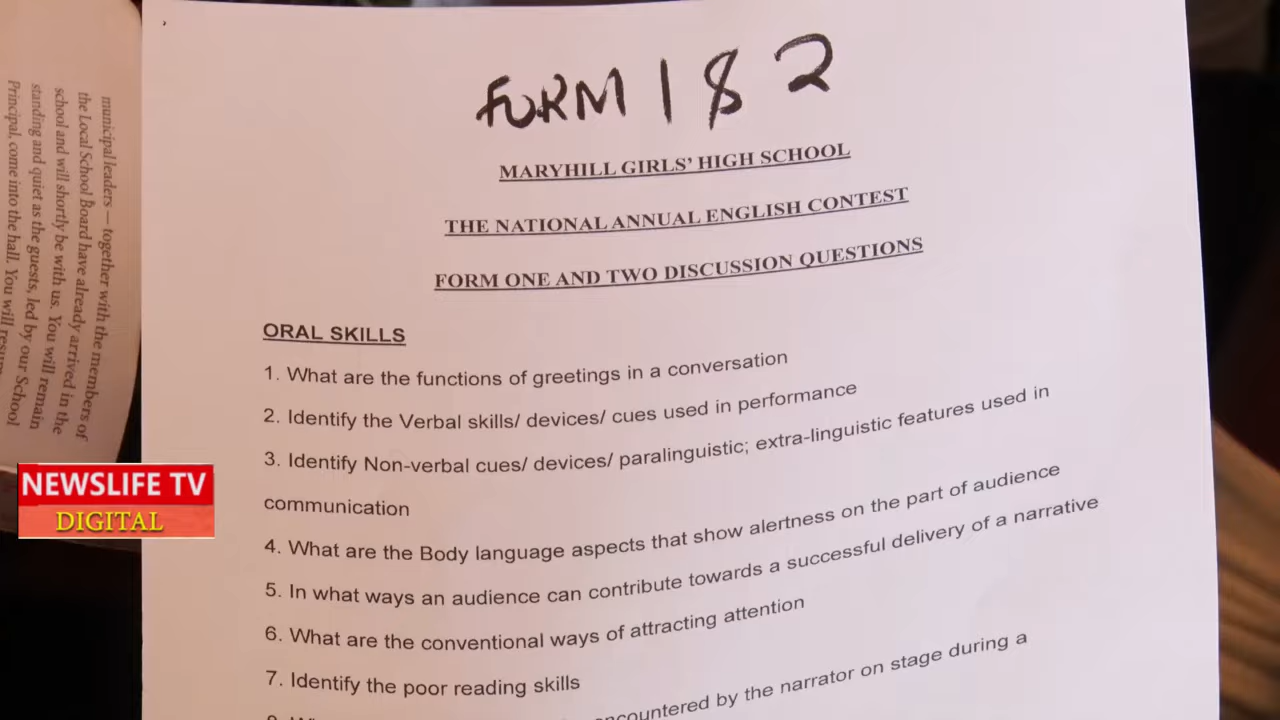 FORM 1 & 2
MARYHILL GIRLS' HIGH SCHOOL
THE NATIONAL ANNUAL ENGLISH CONTEST
FORM ONE AND TWO DISCUSSION QUESTIONS
ORAL SKILLS
1. What are the functions of greetings in a conversation
2. Identify the Verbal skills/ devices/ cues used in performance
3. Identify Non-verbal cues/ devices/ paralinguistic; extra-linguistic features used in
communication
4. What are the Body language aspects that show alertness on the part of audience
5. In what ways an audience can contribute towards a successful delivery of a narrative
6. What are the conventional ways of attracting attention
7. Identify the poor reading skills
by the narrator on stage during a
municipal leaders — together with the members of
the Local School Board have already arrived in the
school and will shortly be with us. You will remain
standing and quiet as the guests, led by our School
Principal, come into the hall. You will
NEWSLIFE TV
DIGITAL